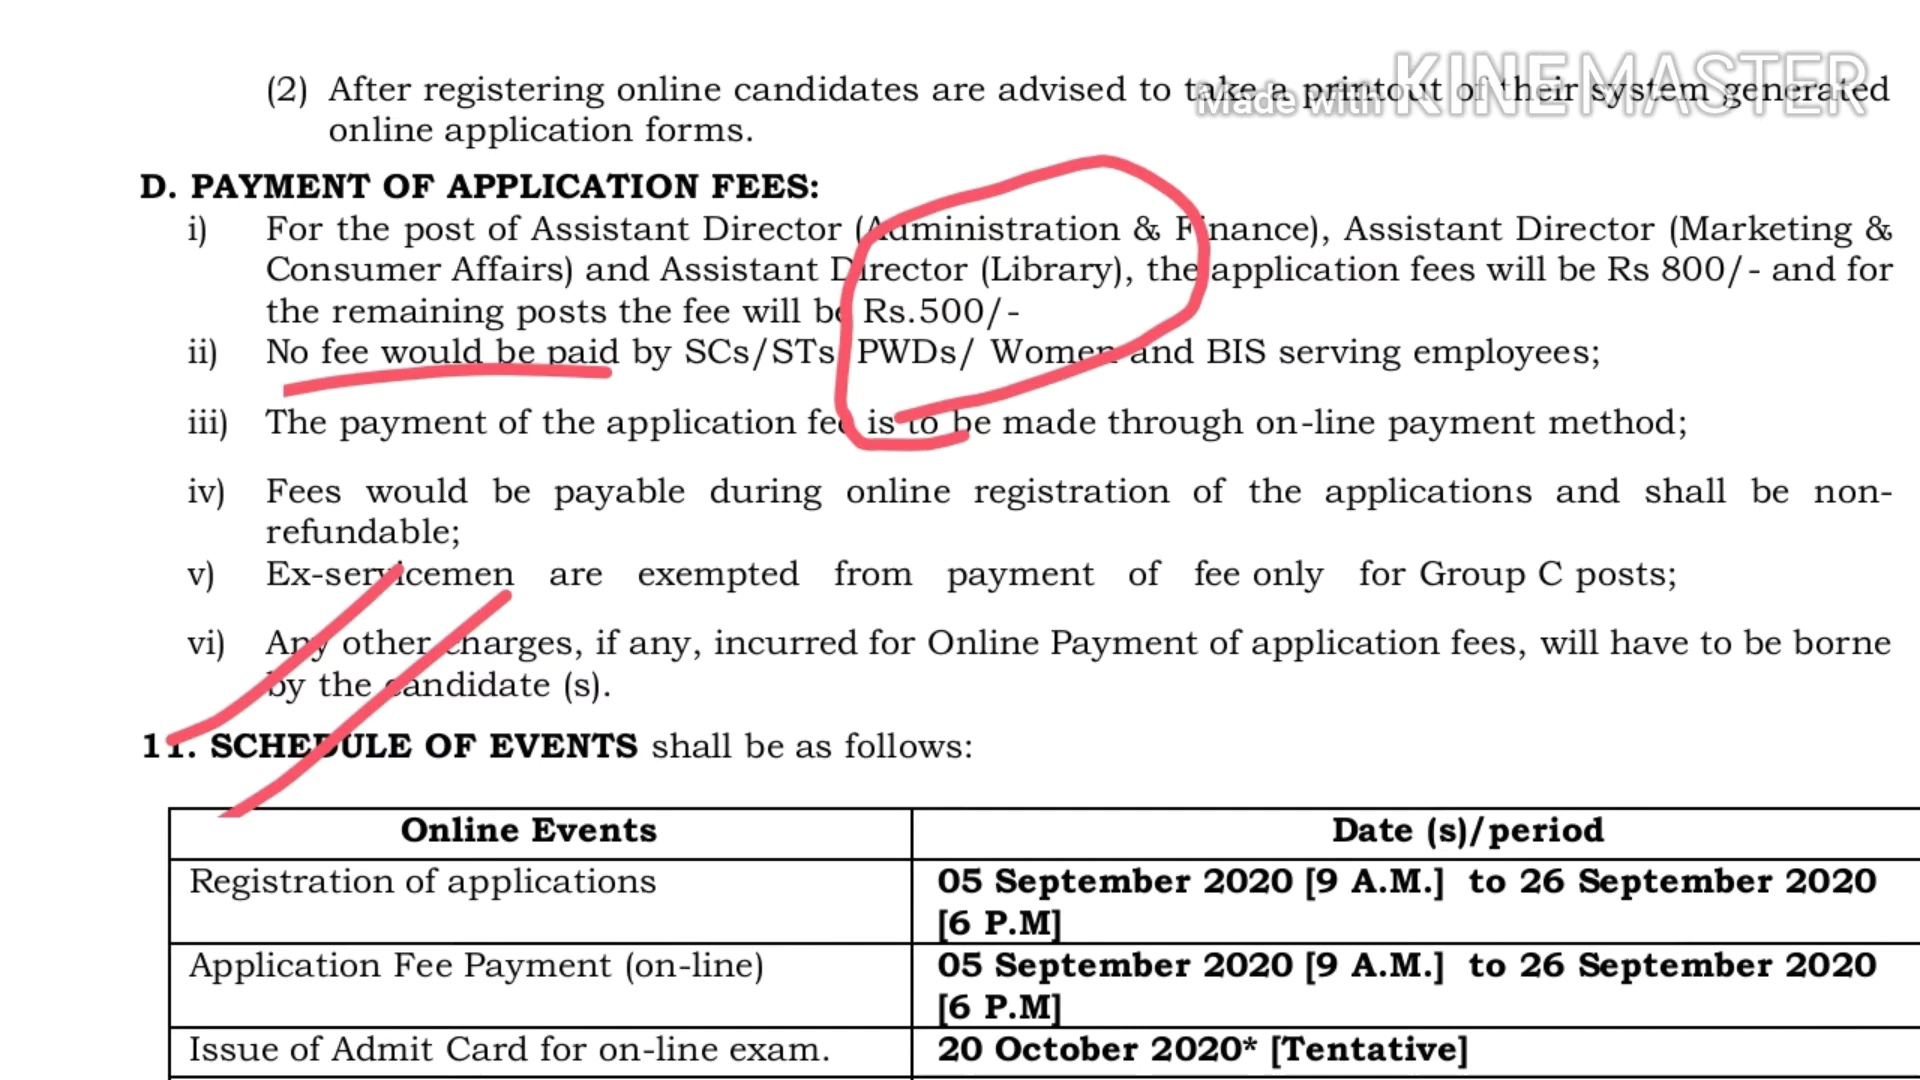 Made with KINEMASTER
(2) After registering online candidates are advised to take a printout of their system generated
online application forms.
D. PAYMENT OF APPLICATION FEES:
i) For the post of Assistant Director (Administration & Finance), Assistant Director (Marketing &
Consumer Affairs) and Assistant Director (Library), the application fees will be Rs 800/- and for
the remaining posts the fee will be Rs.500/-
ii) No fee would be paid by SCs/STs/ PWDs/ Women and BIS serving employees;
iii) The payment of the application fee is to be made through on-line payment method;
iv) Fees would be payable during online registration of the applications and shall be non-
refundable;
v) Ex-servicemen are exempted from payment of fee only for Group C posts;
vi) Any other charges, if any, incurred for Online Payment of application fees, will have to be borne
by the candidate (s).
11. SCHEDULE OF EVENTS shall be as follows:
Online Events Date (s)/period
Registration of applications 05 September 2020 [9 A.M.] to 26 September 2020
[6 P.M]
Application Fee Payment (on-line) 05 September 2020 [9 A.M.] to 26 September 2020
[6 P.M]
Issue of Admit Card for on-line exam. 20 October 2020* [Tentative]